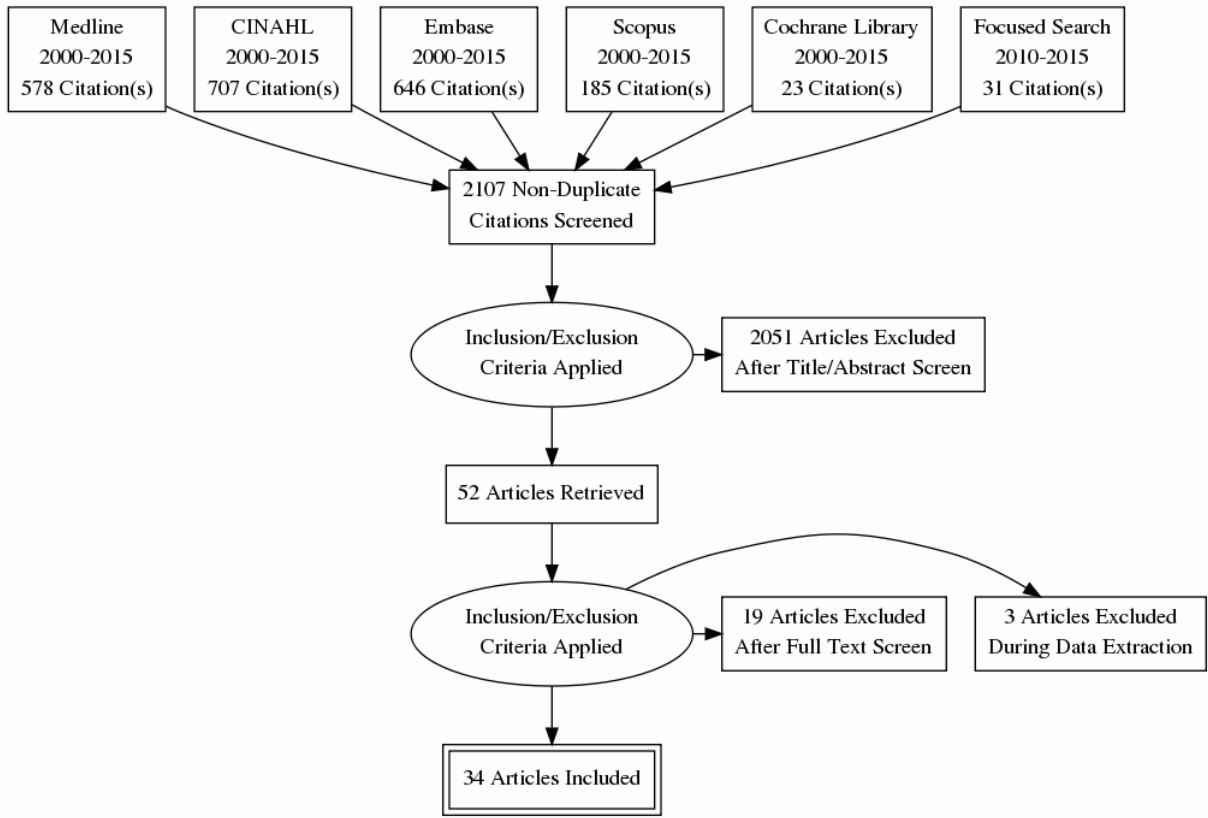 Medline
2000-2015
578 Citation(s)
CINAHL
2000-2015
707 Citation(s)
Embase
2000-2015
646 Citation(s)
Scopus
2000-2015
185 Citation(s)
Cochrane Library
2000-2015
23 Citation(s)
Focused Search
2010-2015
31 Citation(s)
2107 Non-Duplicate
Citations Screened
Inclusion/Exclusion
Criteria Applied
2051 Articles Excluded
After Title/Abstract Screen
52 Articles Retrieved
Inclusion/Exclusion
Criteria Applied
19 Articles Excluded
After Full Text Screen
3 Articles Excluded
During Data Extraction
34 Articles Included